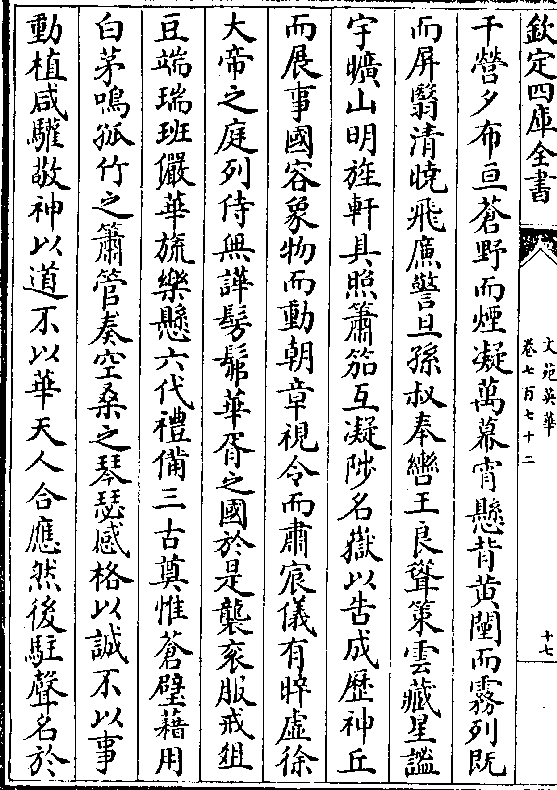 欽定四庫全書
文苑英華
卷七百七十二
十七
千營夕布亘蒼野而煙凝萬幕宵懸背黄闉而霧列既
而屏翳清曉飛廉警旦孫叔奉轡王良聳策雲藏星謐
宇曠山明旌軒具照簫笳互凝陟名嶽以告成歷神丘
而展事國容象物而動朝章視令而肅宸儀有睟虚徐
大帝之庭列侍無譁髣髴華胥之國於是襲衮服戒俎
豆端瑞班儼華旒樂懸六代禮備三古奠惟蒼璧藉用
白茅鳴孤竹之簫管奏空桑之琴瑟感格以誠不以事
動植咸驩敬神以道不以華天人合應然後駐聲名於